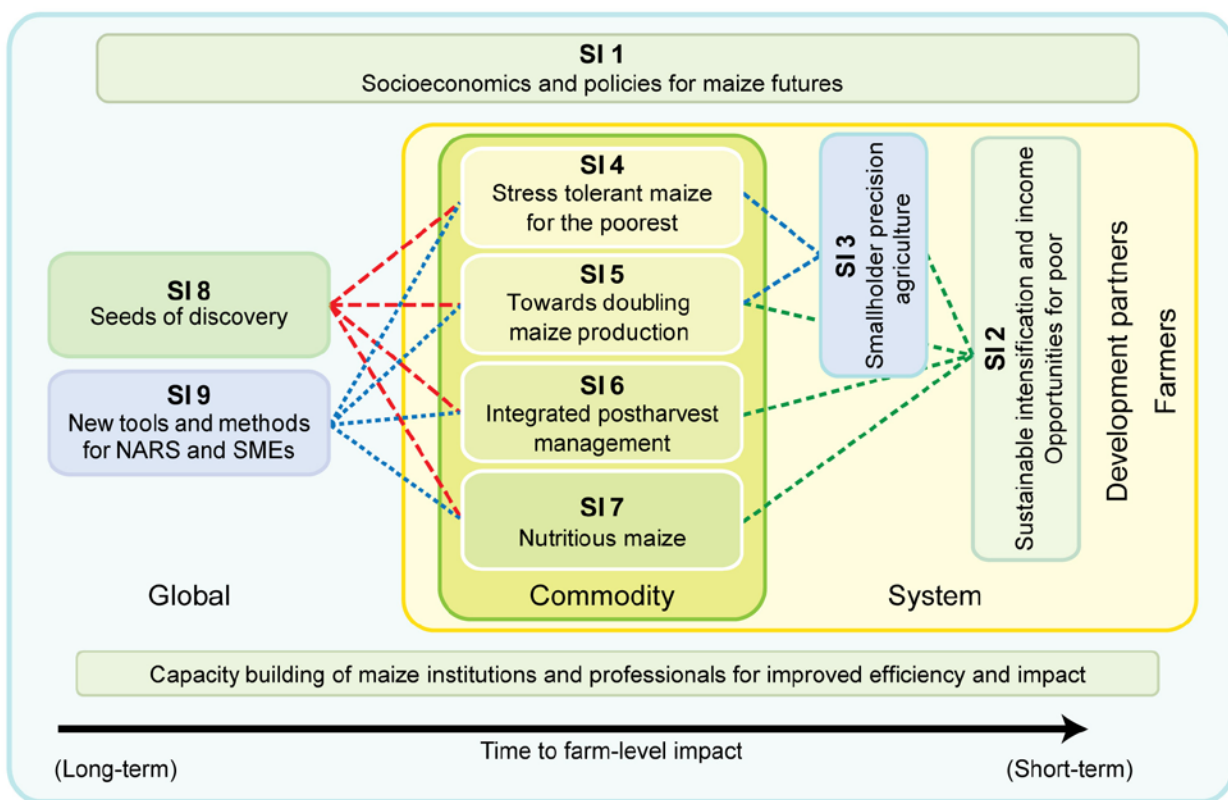 SI 1
Socioeconomics and policies for maize futures
SI 8
Seeds of discovery
SI 9
New tools and methods
for NARS and SMEs
SI 4
Stress tolerant maize
for the poorest
SI 5
Towards doubling
maize production
SI 6
Integrated postharvest
management
SI 7
Nutritious maize
SI 3
Smallholder precision
agriculture
SI 2
Sustainable intensification and income
Opportunities for poor
Development partners
Farmers
Global
Commodity
System
Capacity building of maize institutions and professionals for improved efficiency and impact
Time to farm-level impact
(Long-term)
(Short-term)